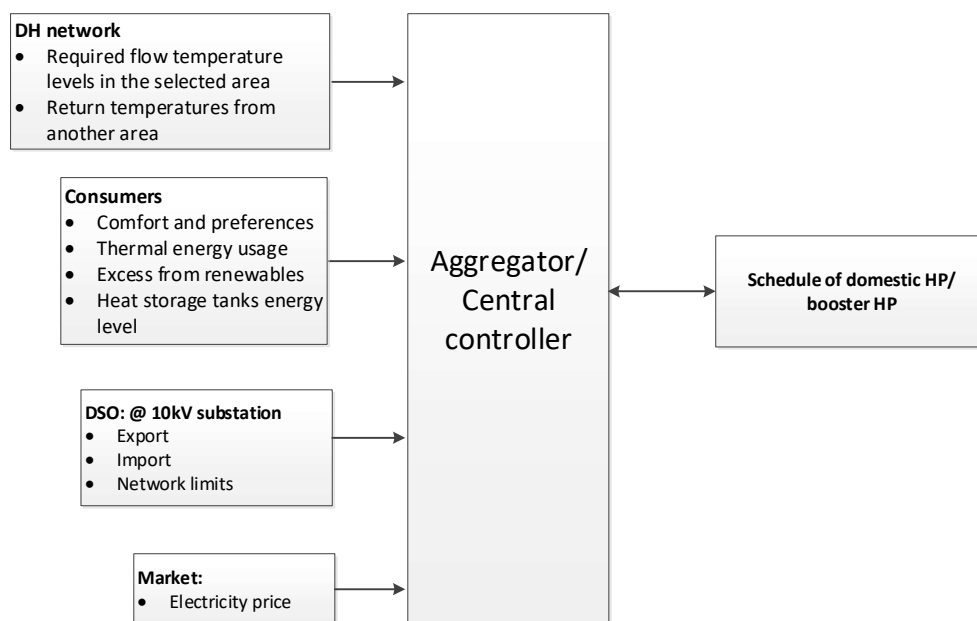 DH network
• Required flow temperature
levels in the selected area
• Return temperatures from
another area
Consumers
• Comfort and preferences
• Thermal energy usage
• Excess from renewables
• Heat storage tanks energy
level
DSO: @ 10kV substation
• Export
• Import
• Network limits
Market:
• Electricity price
Aggregator/
Central
controller
Schedule of domestic HP/
booster HP